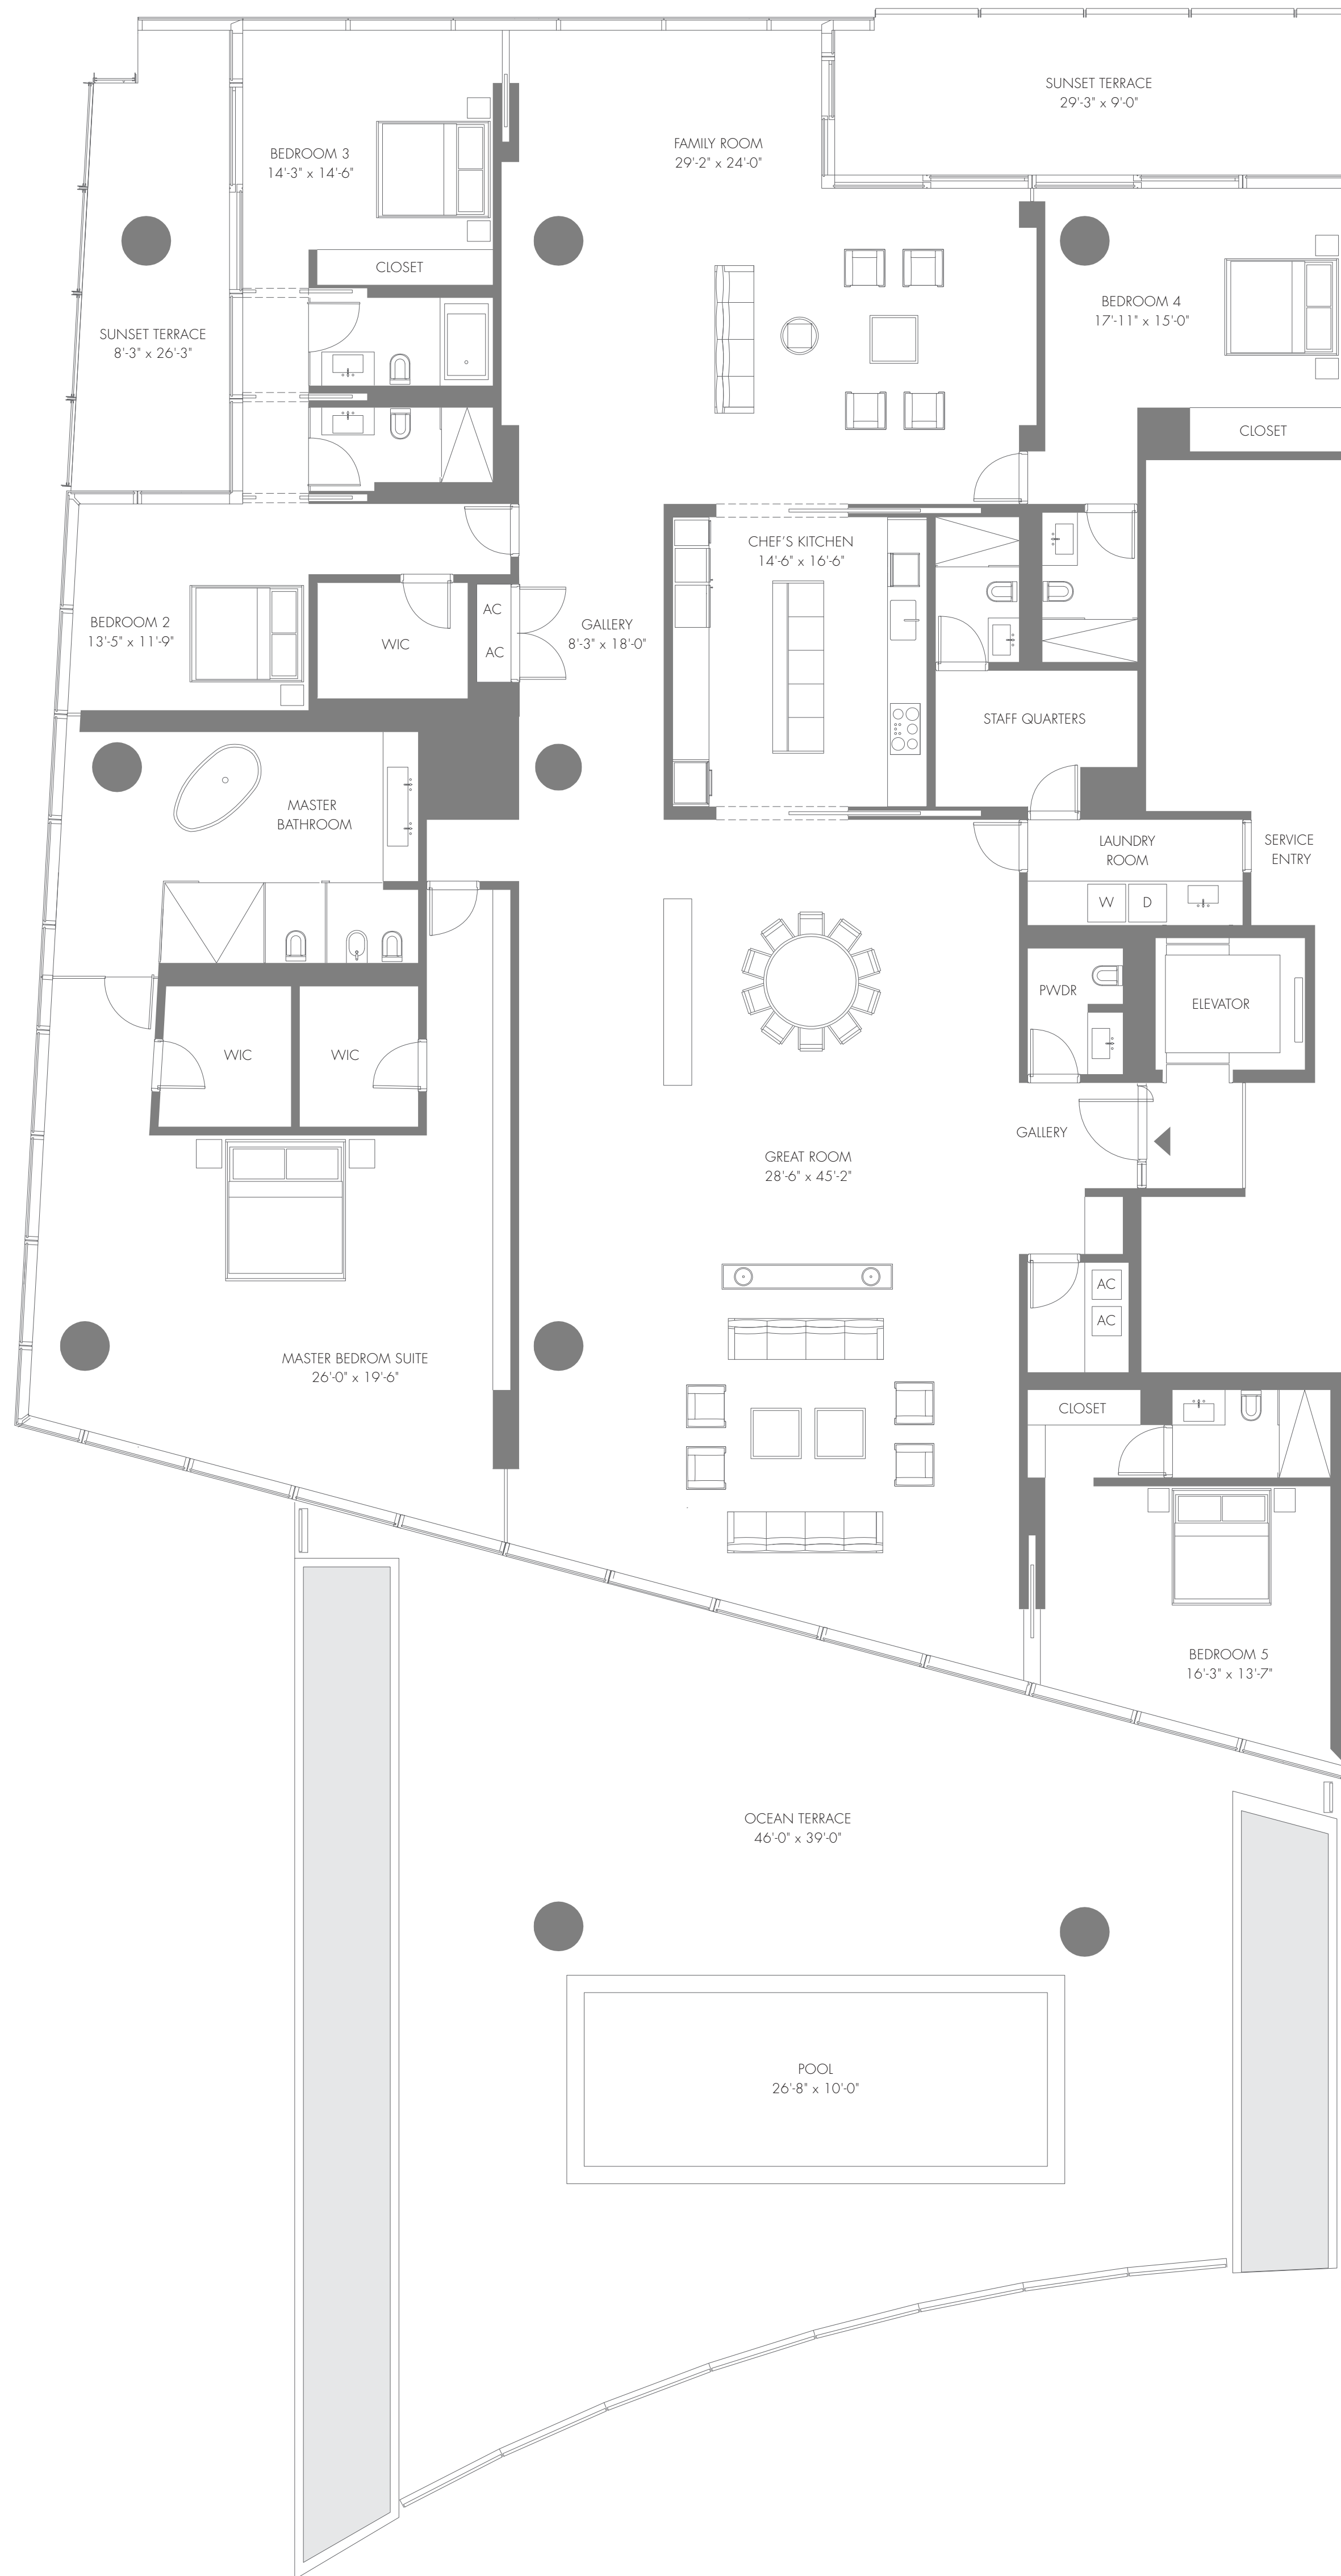 SUNSET TERRACE
29'-3" x 9'-0"
FAMILY ROOM
29'-2" x 24'-0"
BEDROOM 3
14'-3" x 14'-6"
CLOSET
BEDROOM 4
17'-11" x 15'-0"
SUNSET TERRACE
8'-3" x 26'-3"
CLOSET
CHEF'S KITCHEN
14'-6" x 16'-6"
AC
AC
BEDROOM 2
13'-5" x 11'-9"
WIC
GALLERY
8'-3" x 18'-0"
STAFF QUARTERS
MASTER
BATHROOM
LAUNDRY
ROOM
SERVICE
ENTRY
W
D
PWDR
ELEVATOR
WIC
WIC
GALLERY
GREAT ROOM
28'-6" x 45'-2"
AC
AC
MASTER BEDROM SUITE
26'-0" x 19'-6"
CLOSET
BEDROOM 5
16'-3" x 13'-7"
OCEAN TERRACE
46'-0" x 39'-0"
POOL
26'-8" x 10'-0"